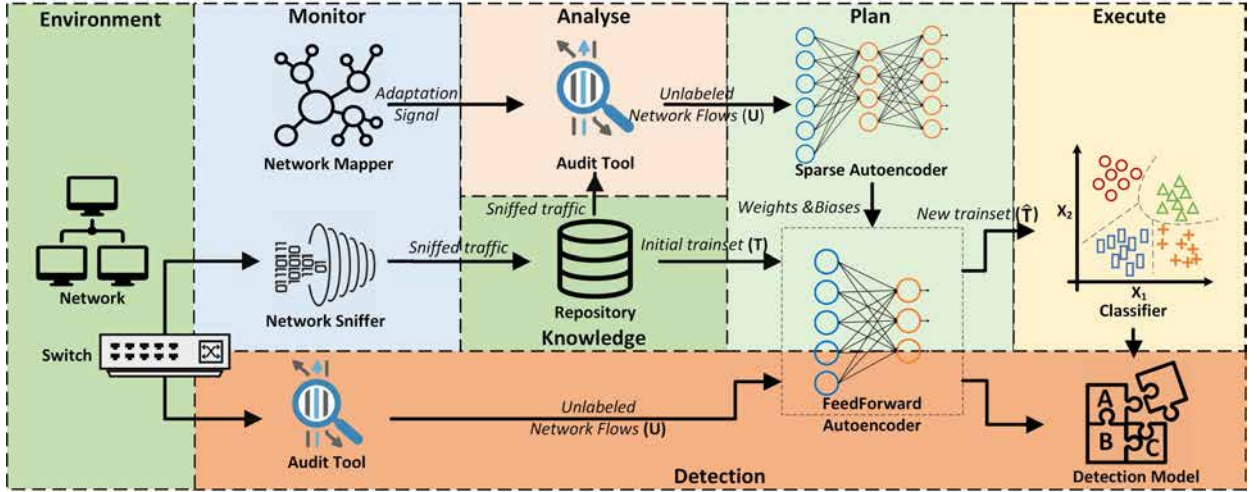 Environment
Monitor
Analyse
Plan
Execute
Adaptation
Signal
Unlabeled
Network Flows (U)
Network Mapper
Audit Tool
Sparse Autoencoder
Sniffed traffic
Weights &Biases
New trainset (T̂)
X₂
Sniffed traffic
Initial trainset (T)
Network
X₁
Network Sniffer
Repository
Classifier
Knowledge
Switch
A
B
C
Unlabeled
Network Flows (U)
FeedForward
Autoencoder
Audit Tool
Detection Model
Detection